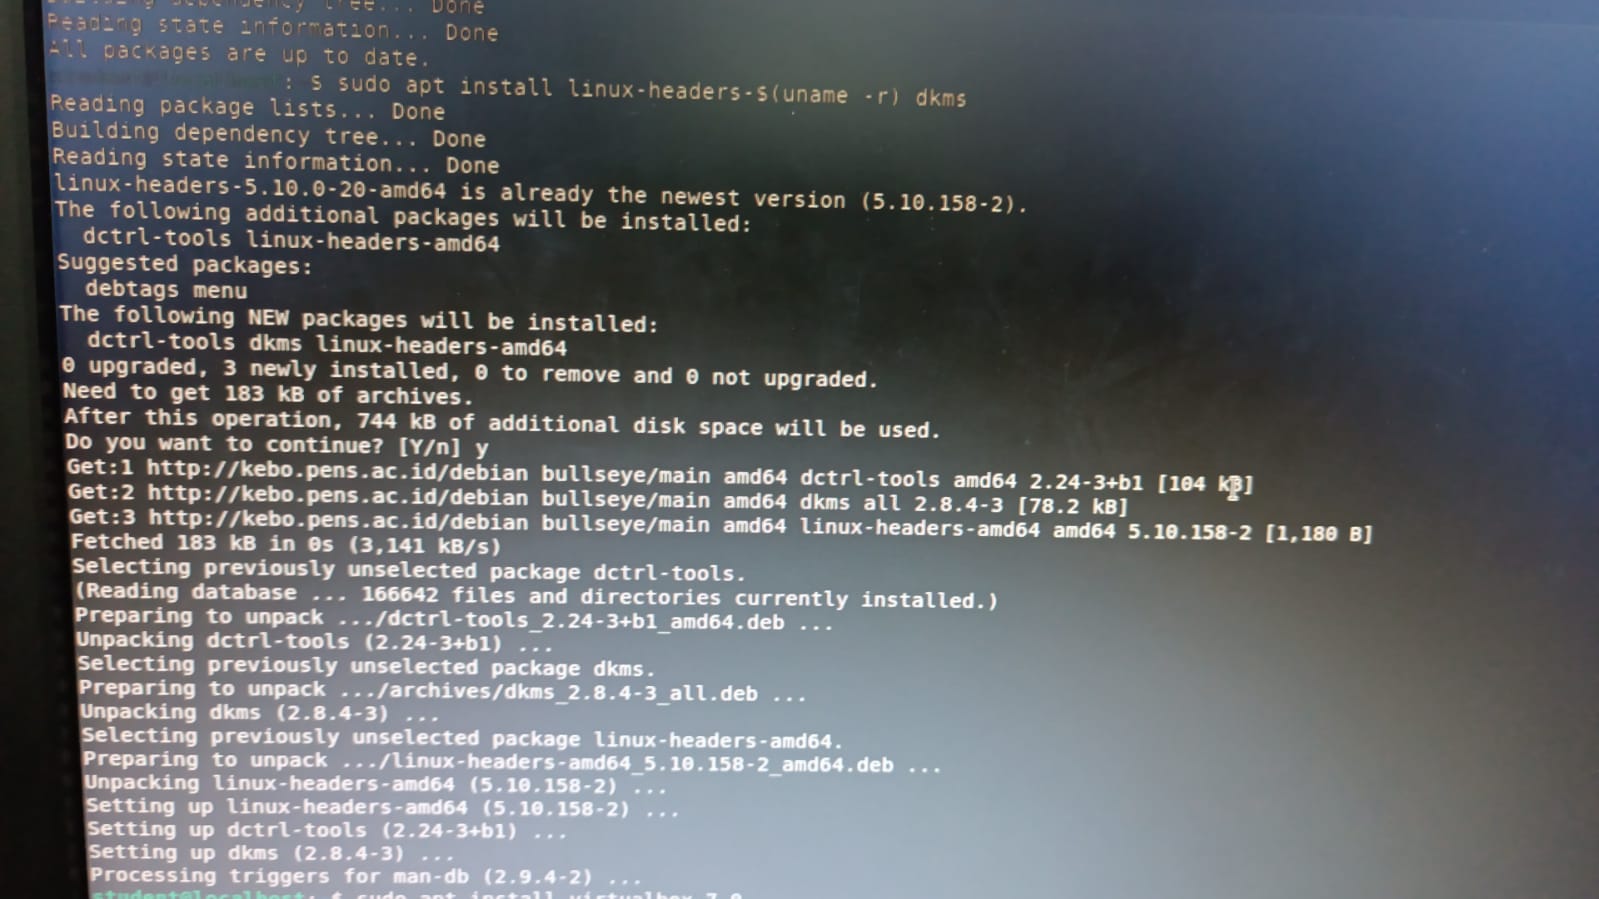 Building dependency tree... Done
Reading state information... Done
All packages are up to date.
: $ sudo apt install linux-headers-$(uname -r) dkms
Reading package lists... Done
Building dependency tree... Done
Reading state information... Done
linux-headers-5.10.0-20-amd64 is already the newest version (5.10.158-2).
The following additional packages will be installed:
dctrl-tools linux-headers-amd64
Suggested packages:
debtags menu
The following NEW packages will be installed:
dctrl-tools dkms linux-headers-amd64
0 upgraded, 3 newly installed, 0 to remove and 0 not upgraded.
Need to get 183 kB of archives.
After this operation, 744 kB of additional disk space will be used.
Do you want to continue? [Y/n] y
Get:1 http://kebo.pens.ac.id/debian bullseye/main amd64 dctrl-tools amd64 2.24-3+b1 [104 kB]
Get:2 http://kebo.pens.ac.id/debian bullseye/main amd64 dkms all 2.8.4-3 [78.2 kB]
Get:3 http://kebo.pens.ac.id/debian bullseye/main amd64 linux-headers-amd64 amd64 5.10.158-2 [1,180 B]
Fetched 183 kB in 0s (3,141 kB/s)
Selecting previously unselected package dctrl-tools.
(Reading database ... 166642 files and directories currently installed.)
Preparing to unpack .../dctrl-tools_2.24-3+b1_amd64.deb ...
Unpacking dctrl-tools (2.24-3+b1) ...
Selecting previously unselected package dkms.
Preparing to unpack .../archives/dkms_2.8.4-3_all.deb ...
Unpacking dkms (2.8.4-3) ...
Selecting previously unselected package linux-headers-amd64.
Preparing to unpack .../linux-headers-amd64_5.10.158-2_amd64.deb ...
Unpacking linux-headers-amd64 (5.10.158-2) ...
Setting up linux-headers-amd64 (5.10.158-2) ...
Setting up dctrl-tools (2.24-3+b1) ...
Setting up dkms (2.8.4-3) ...
Processing triggers for man-db (2.9.4-2) ...
student@localhost: $ sudo apt install virtualbox-7.0